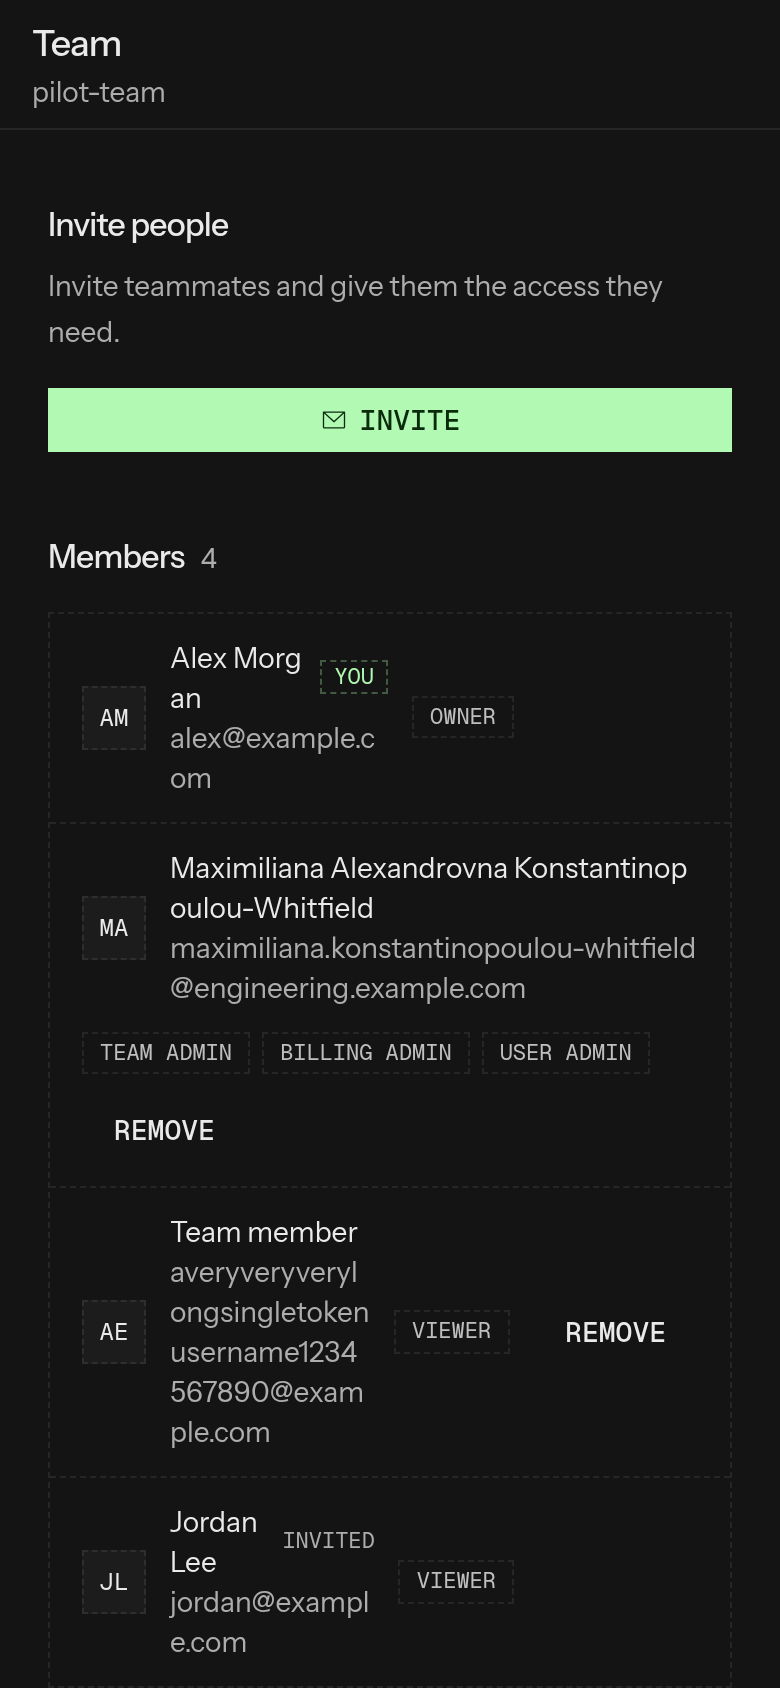 Team
pilot-team
Invite people
Invite teammates and give them the access they
need.
INVITE
Members 4
AM
Alex Morg
an
YOU
alex@example.c
om
OWNER
MA
Maximiliana Alexandrovna Konstantinop
oulou-Whitfield
maximiliana.konstantinopoulou-whitfield
@engineering.example.com
TEAM ADMIN BILLING ADMIN USER ADMIN
REMOVE
AE
Team member
averyveryveryl
ongsingletoken
username1234
567890@exam
ple.com
VIEWER
REMOVE
JL
Jordan
Lee
INVITED
jordan@exampl
e.com
VIEWER